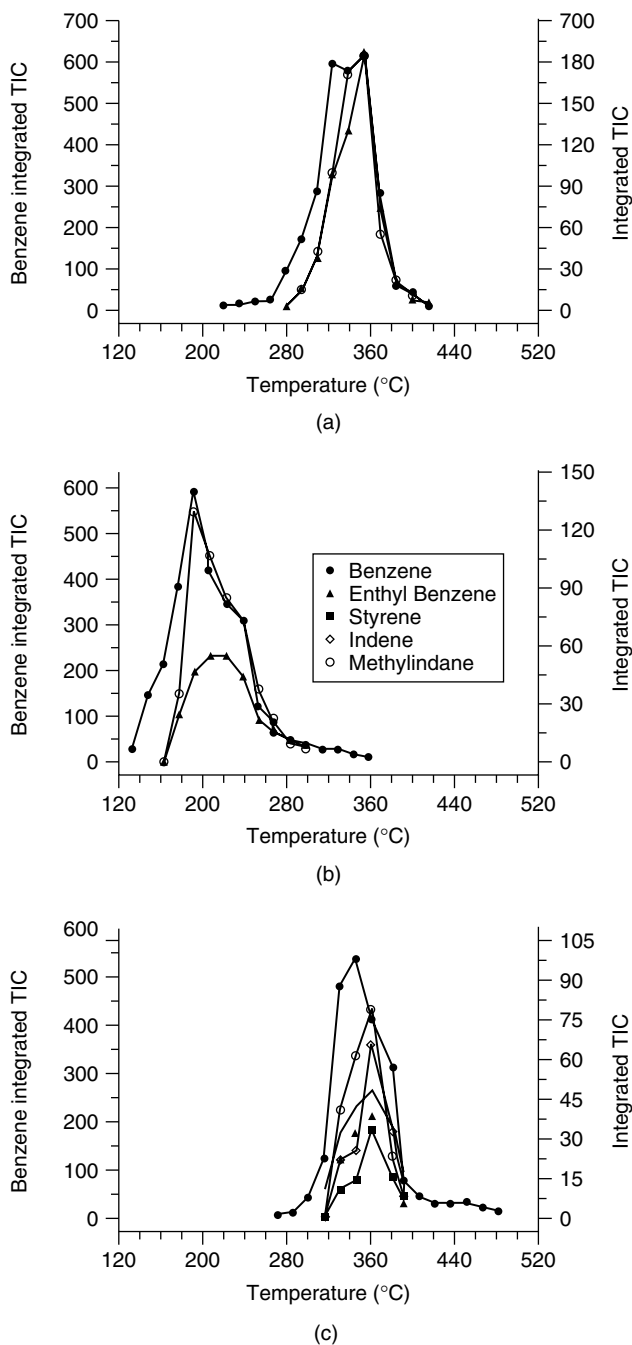 Benzene integrated TIC
700
600
500
400
300
200
100
0
700
180
150
120
90
60
30
0
Integrated TIC
120 200 280 360 440 520
Temperature (°C)
(a)
Benzene integrated TIC
600
500
400
300
200
100
0
150
120
90
60
30
0
Integrated TIC
Benzene
Enthyl Benzene
Styrene
Indene
Methylindane
120 200 280 360 440 520
Temperature (°C)
(b)
Benzene integrated TIC
600
500
400
300
200
100
0
105
90
75
60
45
30
15
0
Integrated TIC
120 200 280 360 440 520
Temperature (°C)
(c)